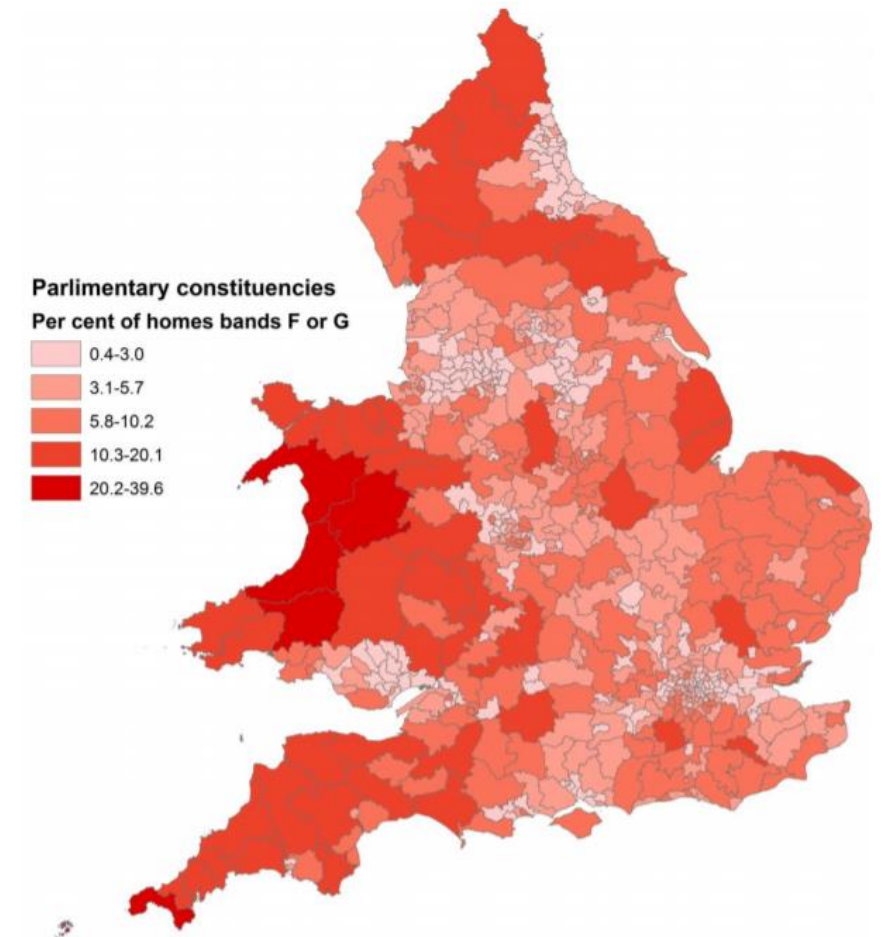 Parlimentary constituencies
Per cent of homes bands F or G
0.4-3.0
3.1-5.7
5.8-10.2
10.3-20.1
20.2-39.6